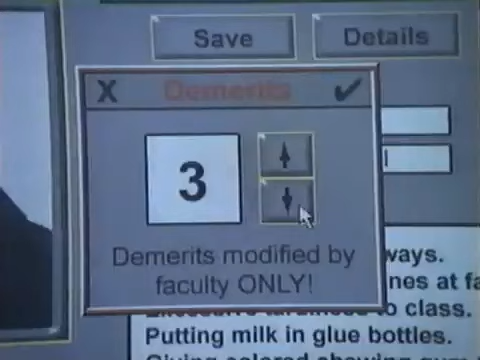 Save
Details
X Demerits
3
Demerits modified by
faculty ONLY!
ways.
nes at fa
to class.
Putting milk in glue bottles.